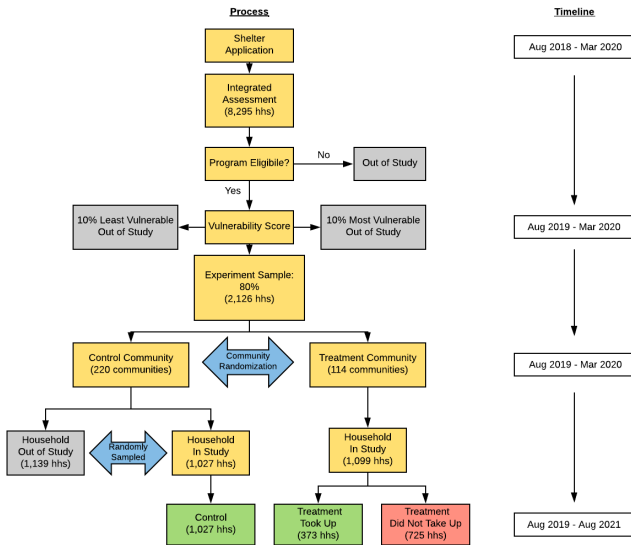 Process
Timeline
Shelter
Application
Aug 2018 - Mar 2020
Integrated
Assessment
(8,295 hhs)
Program Eligibile?
No
Out of Study
Yes
10% Least Vulnerable
Out of Study
Vulnerability Score
10% Most Vulnerable
Out of Study
Aug 2019 - Mar 2020
Experiment Sample:
80%
(2,126 hhs)
Control Community
(220 communities)
Community
Randomization
Treatment Community
(114 communities)
Aug 2019 - Mar 2020
Household
Out of Study
(1,139 hhs)
Randomly
Sampled
Household
In Study
(1,027 hhs)
Household
In Study
(1,099 hhs)
Control
(1,027 hhs)
Treatment
Took Up
(373 hhs)
Treatment
Did Not Take Up
(725 hhs)
Aug 2019 - Aug 2021